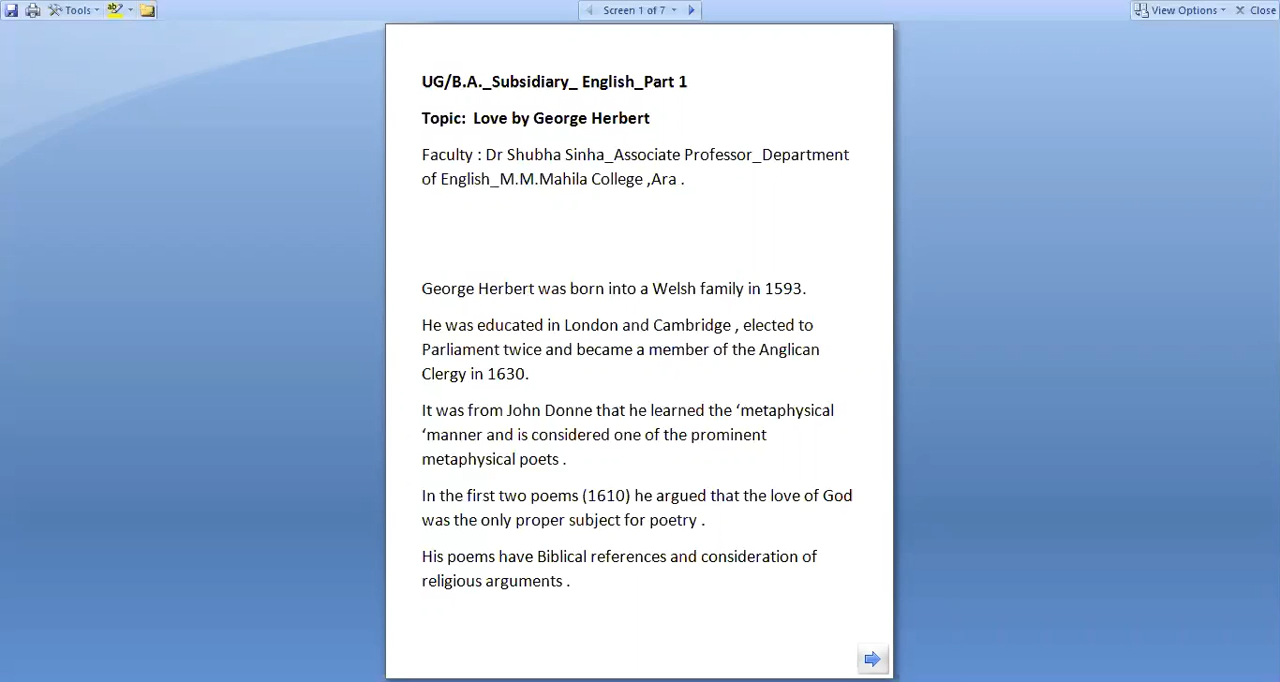 Tools
Screen 1 of 7
View Options
Close
UG/B.A._Subsidiary_ English_Part 1
Topic:  Love by George Herbert
Faculty : Dr Shubha Sinha_Associate Professor_Department
of English_M.M.Mahila College ,Ara .
George Herbert was born into a Welsh family in 1593.
He was educated in London and Cambridge , elected to
Parliament twice and became a member of the Anglican
Clergy in 1630.
It was from John Donne that he learned the ‘metaphysical
‘manner and is considered one of the prominent
metaphysical poets .
In the first two poems (1610) he argued that the love of God
was the only proper subject for poetry .
His poems have Biblical references and consideration of
religious arguments .